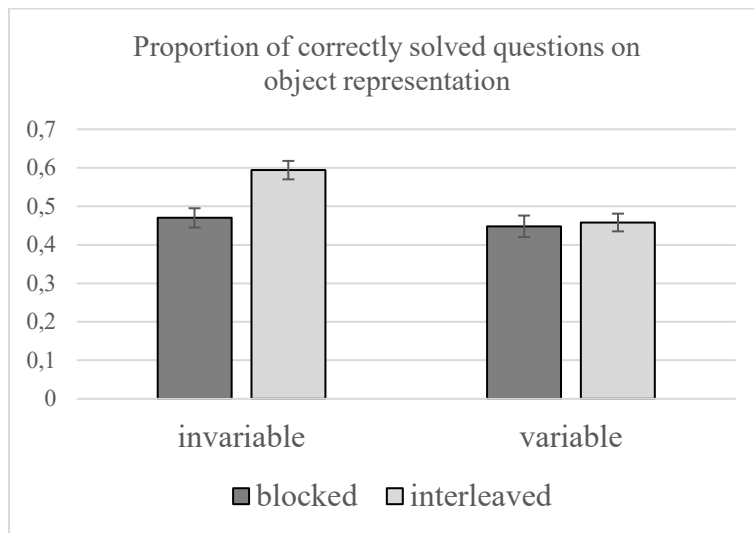 Proportion of correctly solved questions on
object representation
0,7
0,6
0,5
0,4
0,3
0,2
0,1
0
invariable variable
blocked interleaved